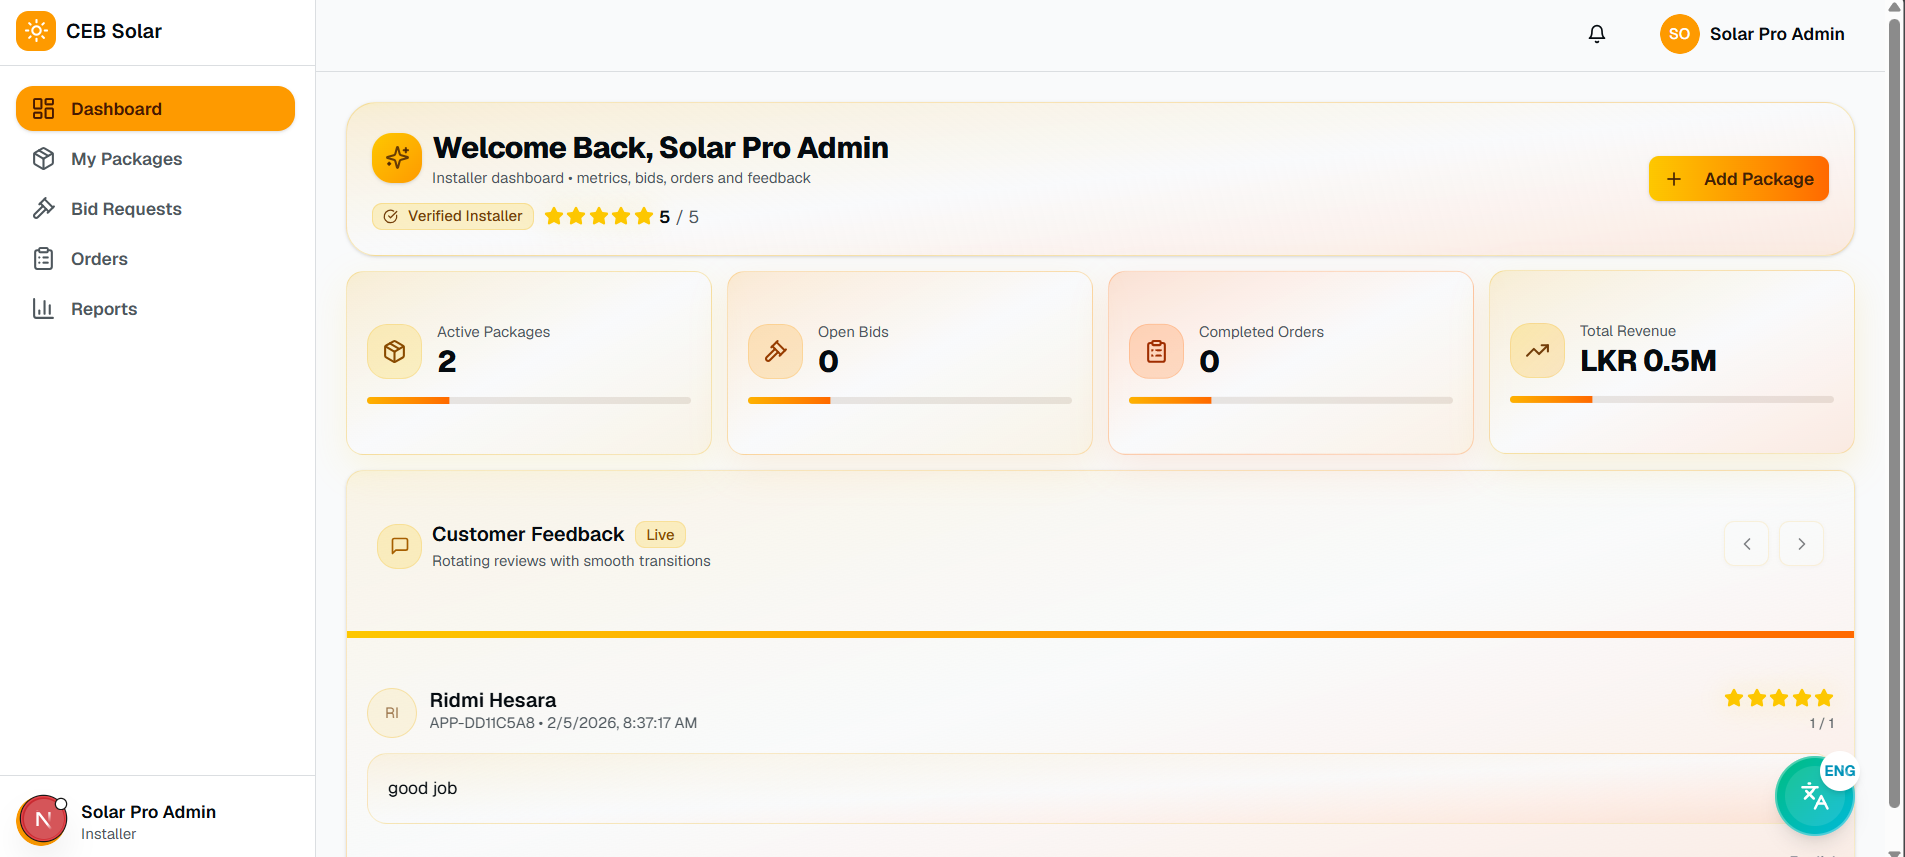 CEB Solar
Solar Pro Admin
SO
Dashboard
My Packages
Bid Requests
Orders
Reports
Welcome Back, Solar Pro Admin
Installer dashboard • metrics, bids, orders and feedback
Verified Installer
5 / 5
+ Add Package
Active Packages
2
Open Bids
0
Completed Orders
0
Total Revenue
LKR 0.5M
Customer Feedback
Live
Rotating reviews with smooth transitions
RI
Ridmi Hesara
APP-DD11C5A8 • 2/5/2026, 8:37:17 AM
1 / 1
good job
ENG
N
Solar Pro Admin
Installer